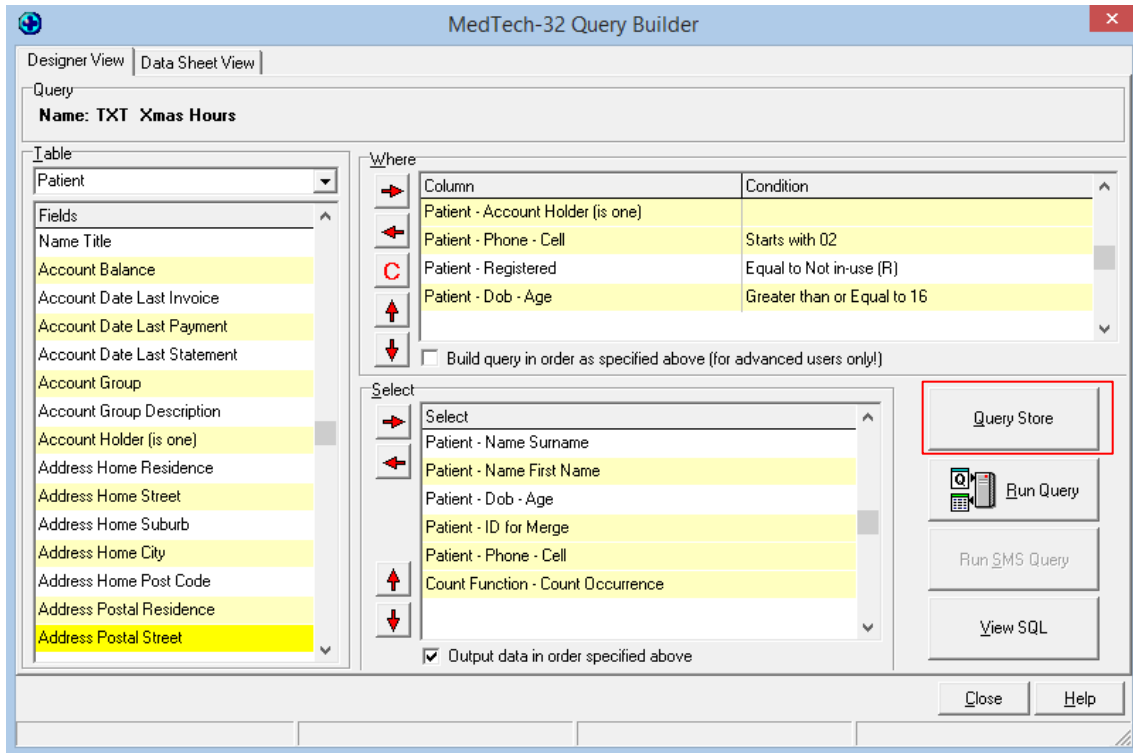 MedTech-32 Query Builder
Designer View
Data Sheet View
Query
Name: TXT  Xmas Hours
Table
Patient
Fields
Name Title
Account Balance
Account Date Last Invoice
Account Date Last Payment
Account Date Last Statement
Account Group
Account Group Description
Account Holder (is one)
Address Home Residence
Address Home Street
Address Home Suburb
Address Home City
Address Home Post Code
Address Postal Residence
Address Postal Street
Where
C
Column Condition
Patient - Account Holder (is one)
Patient - Phone - Cell Starts with 02
Patient - Registered Equal to Not in-use (R)
Patient - Dob - Age Greater than or Equal to 16
Build query in order as specified above (for advanced users only!)
Select
Select
Patient - Name Surname
Patient - Name First Name
Patient - Dob - Age
Patient - ID for Merge
Patient - Phone - Cell
Count Function - Count Occurrence
Output data in order specified above
Query Store
Q
Run Query
Run SMS Query
View SQL
Close
Help